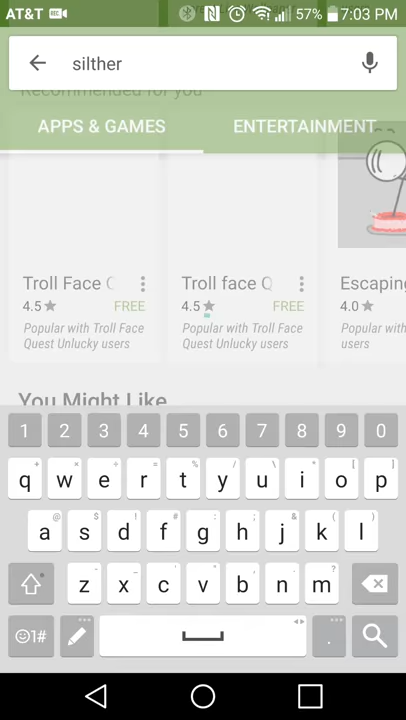 AT&T REC 57% 7:03 PM
silther
Recommended for you
APPS & GAMES ENTERTAINMENT
Troll Face Troll face Q Escaping
4.5★ FREE 4.5★ FREE 4.0★
Popular with Troll Face Popular with Troll Face Popular
Quest Unlucky users Quest Unlucky users with
You Might Like
1 2 3 4 5 6 7 8 9 0
q w e r t y u i o p
a s d f g h j k l
z x c v b n m
☺1# .